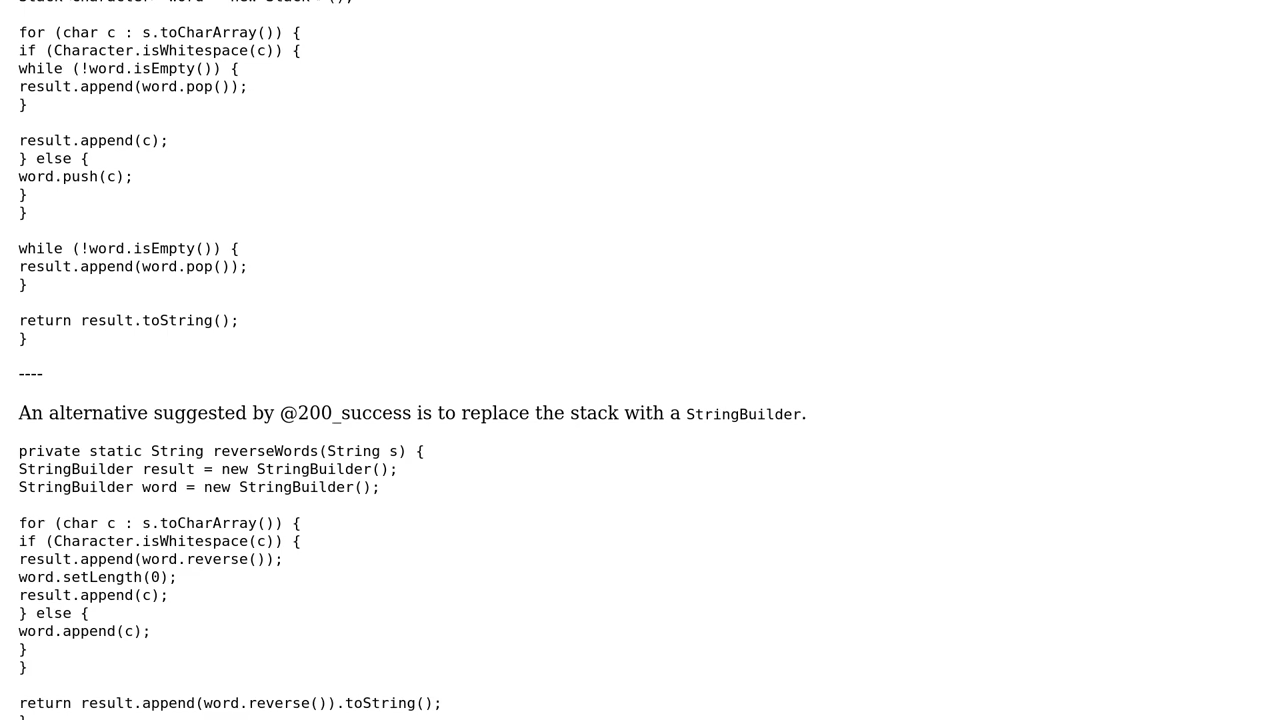 for (char c : s.toCharArray()) {
if (Character.isWhitespace(c)) {
while (!word.isEmpty()) {
result.append(word.pop());
}

result.append(c);
} else {
word.push(c);
}
}

while (!word.isEmpty()) {
result.append(word.pop());
}

return result.toString();
}

----

An alternative suggested by @200_success is to replace the stack with a StringBuilder.

private static String reverseWords(String s) {
StringBuilder result = new StringBuilder();
StringBuilder word = new StringBuilder();

for (char c : s.toCharArray()) {
if (Character.isWhitespace(c)) {
result.append(word.reverse());
word.setLength(0);
result.append(c);
} else {
word.append(c);
}
}

return result.append(word.reverse()).toString();
}